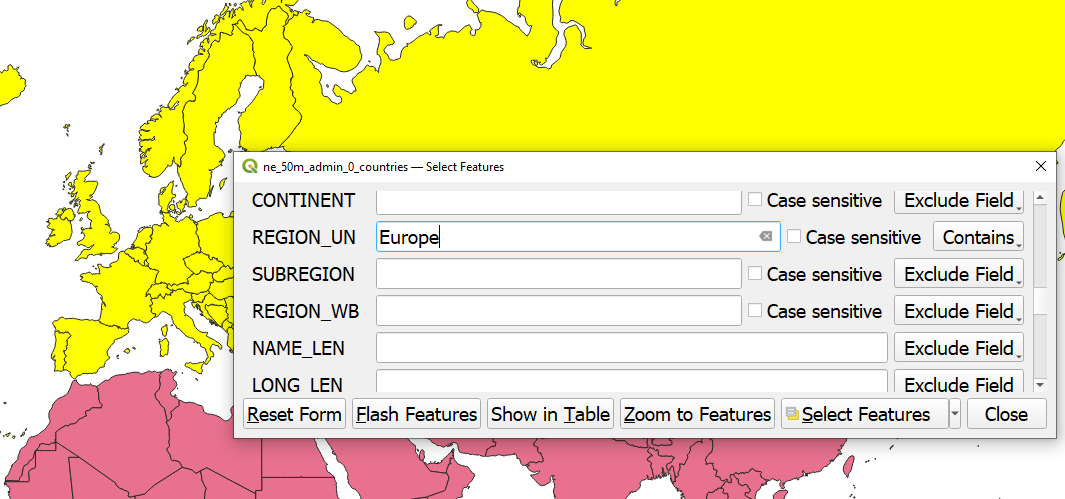 ne_50m_admin_0_countries — Select Features
CONTINENT Case sensitive Exclude Field
REGION_UN Europe Case sensitive Contains
SUBREGION Case sensitive Exclude Field
REGION_WB Case sensitive Exclude Field
NAME_LEN Exclude Field
LONG_LEN Exclude Field
Reset Form Flash Features Show in Table Zoom to Features Select Features Close